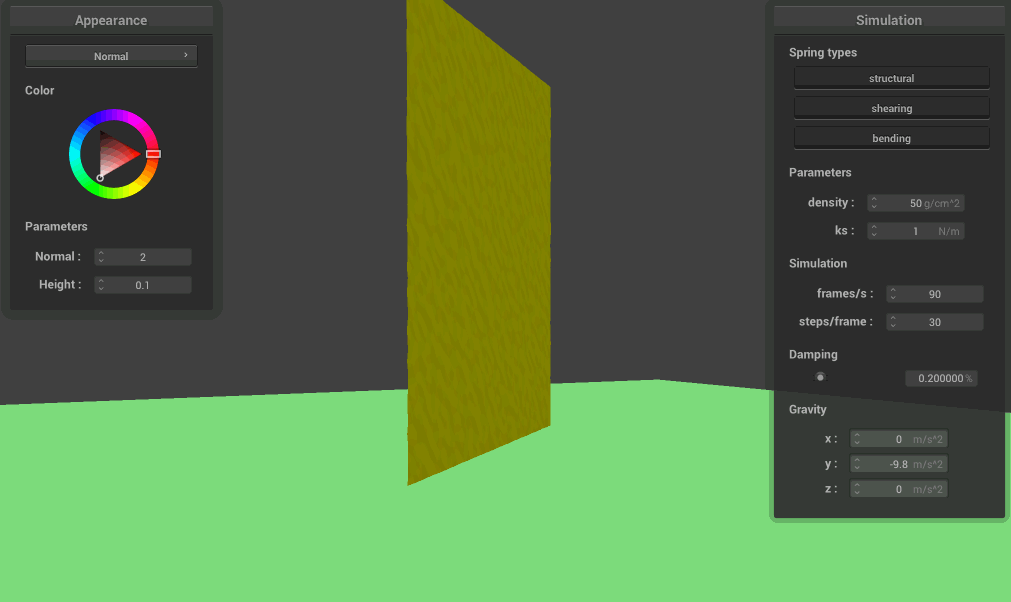 Appearance
Normal
Color
Parameters
Normal : 2
Height : 0.1
Simulation
Spring types
structural
shearing
bending
Parameters
density : 50 g/cm^2
ks : 1 N/m
Simulation
frames/s : 90
steps/frame : 30
Damping
0.200000 %
Gravity
x : 0 m/s^2
y : -9.8 m/s^2
z : 0 m/s^2